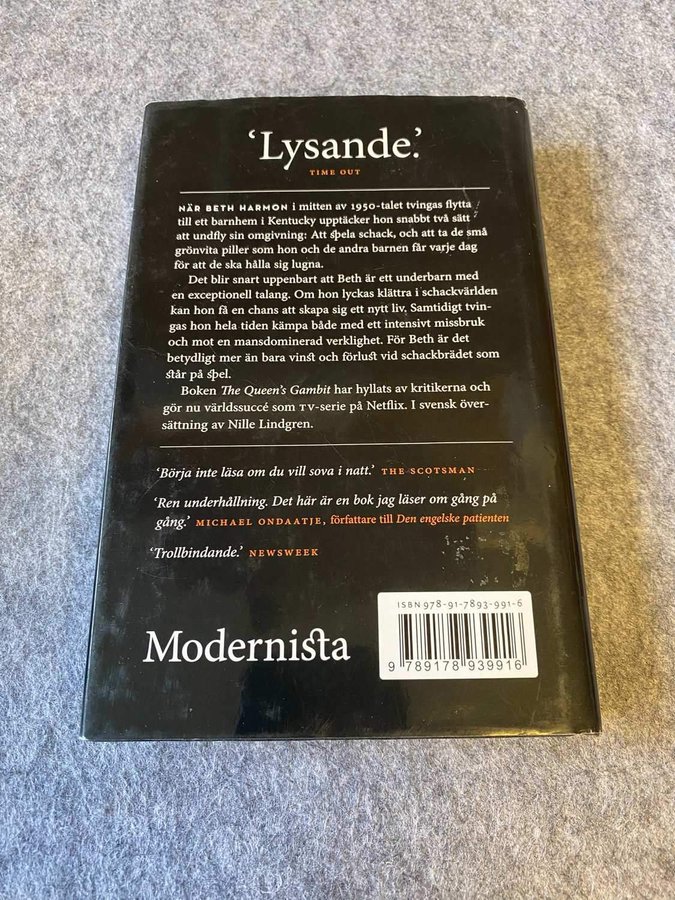 ‘Lysande.’
TIME OUT
NÄR BETH HARMON i mitten av 1950-talet tvingas flytta
till ett barnhem i Kentucky upptäcker hon snabbt två sätt
att undfly sin omgivning: Att spela schack, och att ta de små
grönvita piller som hon och de andra barnen får varje dag
för att de ska hålla sig lugna.
Det blir snart uppenbart att Beth är ett underbarn med
en exceptionell talang. Om hon lyckas klättra i schackvärlden
kan hon få en chans att skapa sig ett nytt liv. Samtidigt tvin-
gas hon hela tiden kämpa både med ett intensivt missbruk
och mot en mansdominerad verklighet. För Beth är det
betydligt mer än bara vinst och förlust vid schackbrädet som
står på spel.
Boken The Queen’s Gambit har hyllats av kritikerna och
gör nu världssuccé som TV-serie på Netflix. I svensk över-
sättning av Nille Lindgren.
‘Börja inte läsa om du vill sova i natt.’ THE SCOTSMAN
‘Ren underhållning. Det här är en bok jag läser om gång på
gång.’ MICHAEL ONDAATJE, författare till Den engelske patienten
‘Trollbindande.’ NEWSWEEK
Modernista
ISBN 978-91-7893-991-6
9 789178 939916